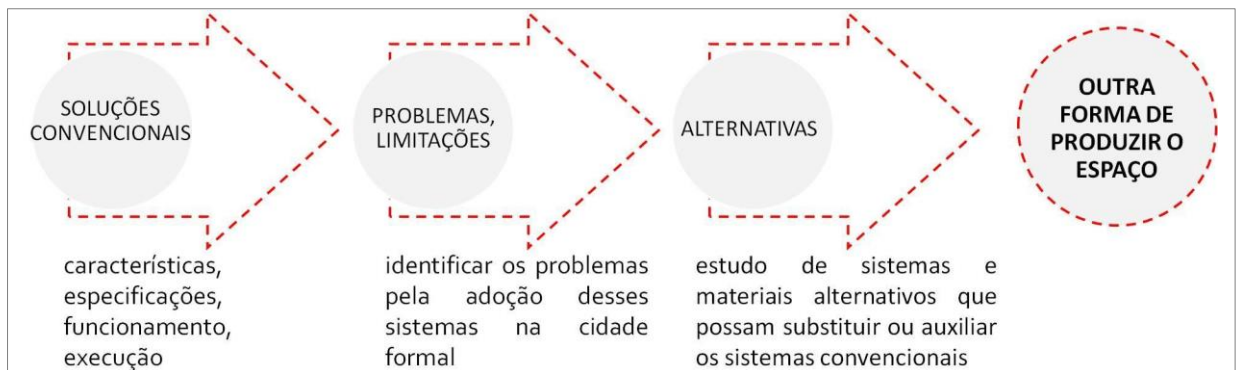 SOLUÇÕES
CONVENCIONAIS
PROBLEMAS,
LIMITAÇÕES
ALTERNATIVAS
OUTRA
FORMA DE
PRODUZIR O
ESPAÇO
características,
especificações,
funcionamento,
execução
identificar os problemas
pela adoção desses
sistemas na cidade
formal
estudo de sistemas e
materiais alternativos que
possam substituir ou auxiliar
os sistemas convencionais